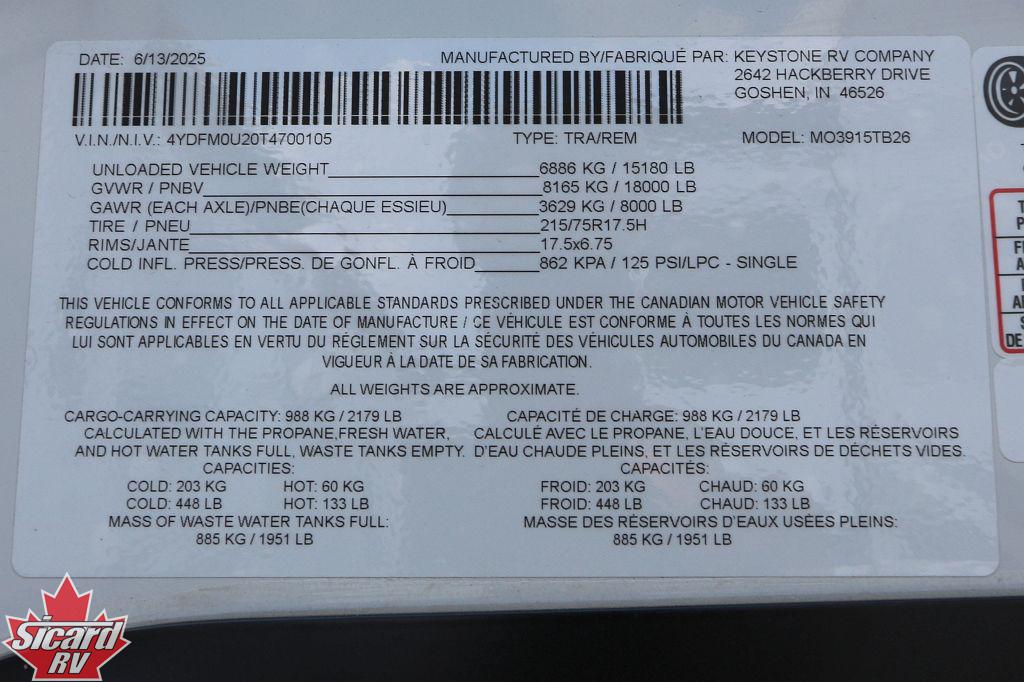 DATE: 6/13/2025
MANUFACTURED BY/FABRIQUÉ PAR: KEYSTONE RV COMPANY
2642 HACKBERRY DRIVE
GOSHEN, IN 46526
V.I.N./N.I.V.: 4YDFM0U20T4700105 TYPE: TRA/REM MODEL: MO3915TB26
UNLOADED VEHICLE WEIGHT 6886 KG / 15180 LB
GVWR / PNBV 8165 KG / 18000 LB
GAWR (EACH AXLE)/PNBE(CHAQUE ESSIEU) 3629 KG / 8000 LB
TIRE / PNEU 215/75R17.5H
RIMS/JANTE 17.5x6.75
COLD INFL. PRESS/PRESS. DE GONFL. À FROID 862 KPA / 125 PSI/LPC - SINGLE
THIS VEHICLE CONFORMS TO ALL APPLICABLE STANDARDS PRESCRIBED UNDER THE CANADIAN MOTOR VEHICLE SAFETY
REGULATIONS IN EFFECT ON THE DATE OF MANUFACTURE / CE VÉHICULE EST CONFORME À TOUTES LES NORMES QUI
LUI SONT APPLICABLES EN VERTU DU RÉGLEMENT SUR LA SÉCURITÉ DES VÉHICULES AUTOMOBILES DU CANADA EN
VIGUEUR À LA DATE DE SA FABRICATION.
ALL WEIGHTS ARE APPROXIMATE.
CARGO-CARRYING CAPACITY: 988 KG / 2179 LB
CALCULATED WITH THE PROPANE,FRESH WATER,
AND HOT WATER TANKS FULL, WASTE TANKS EMPTY.
CAPACITIES:
COLD: 203 KG HOT: 60 KG
COLD: 448 LB HOT: 133 LB
MASS OF WASTE WATER TANKS FULL:
885 KG / 1951 LB
CAPACITÉ DE CHARGE: 988 KG / 2179 LB
CALCULÉ AVEC LE PROPANE, L'EAU DOUCE, ET LES RÉSERVOIRS
D'EAU CHAUDE PLEINS, ET LES RÉSERVOIRS DE DÉCHETS VIDES.
CAPACITÉS:
FROID: 203 KG CHAUD: 60 KG
FROID: 448 LB CHAUD: 133 LB
MASSE DES RÉSERVOIRS D'EAUX USÉES PLEINS:
885 KG / 1951 LB
Sicard
RV